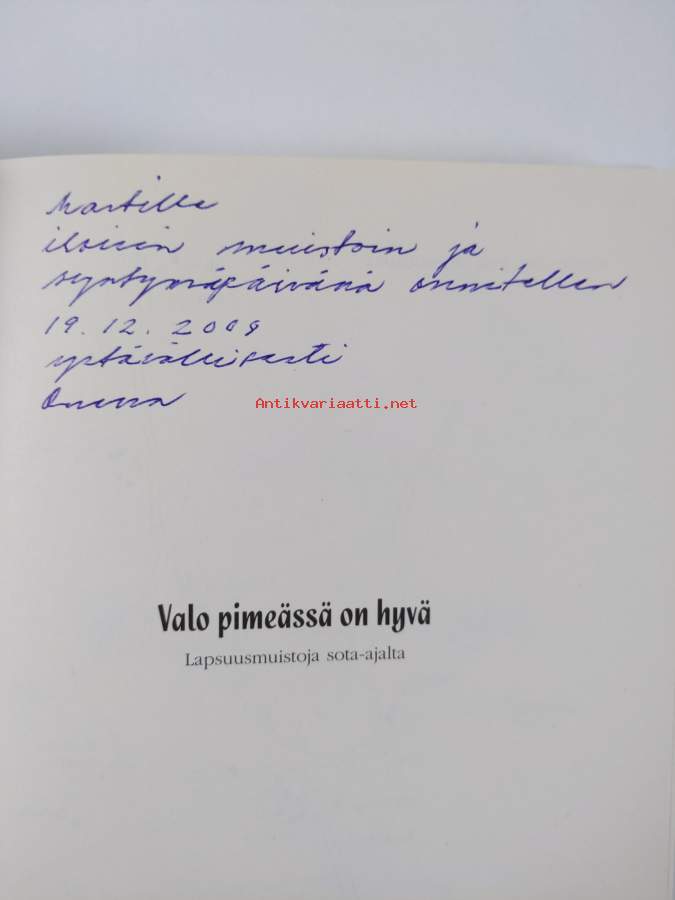 Martille
iloisin muistoin ja
syntymäpäivänä onnitellen
19.12.2009
ystävällisesti
Antikvariaatti.net
Valo pimeässä on hyvä
Lapsuusmuistoja sota-ajalta